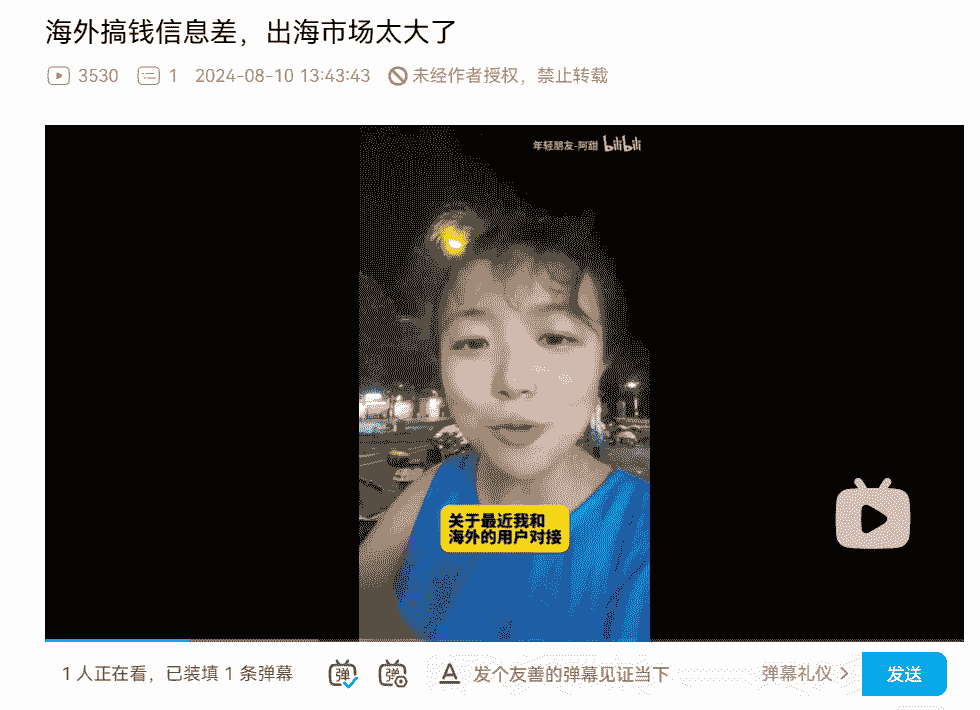 海外搞钱信息差，出海市场太大了
3530 1 2024-08-10 13:43:43 未经作者授权，禁止转载
年轻朋友-阿甜 bilibili
关于最近我和
海外的用户对接
1 人正在看，已装填 1 条弹幕 弹 弹 A 发个友善的弹幕见证当下 弹幕礼仪 发送